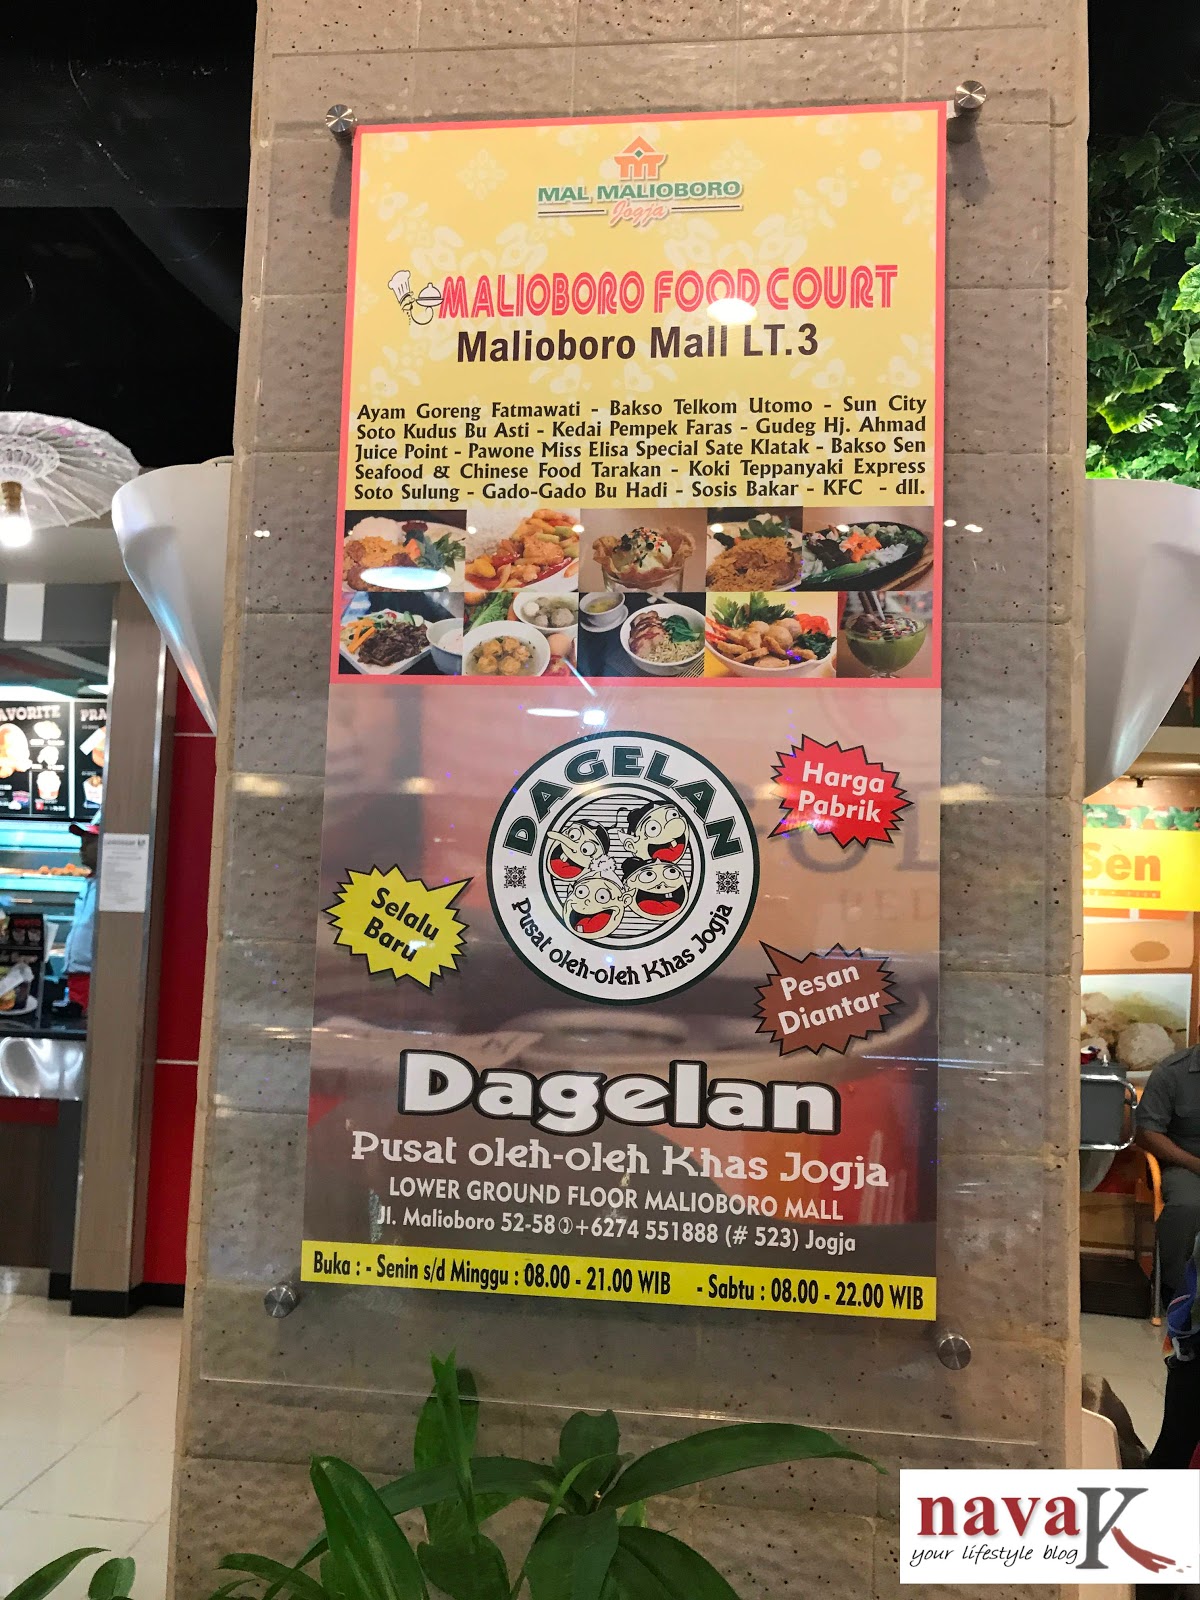 MAL MALIOBORO
Jogja
MALIOBORO FOOD COURT
Malioboro Mall LT.3
Ayam Goreng Fatmawati - Bakso Telkom Utomo - Sun City
Soto Kudus Bu Asti - Kedai Pempek Faras - Gudeg Hj. Ahmad
Juice Point - Pawone Miss Elisa Special Sate Klatak - Bakso Sen
Seafood & Chinese Food Tarakan - Koki Teppanyaki Express
Soto Sulung - Gado-Gado Bu Hadi - Sosis Bakar - KFC - dll.
AVORITE
PRA
DAGELAN
Pusat oleh-oleh Khas Jogja
Harga
Pabrik
Selalu
Baru
Pesan
Diantar
Sen
Dagelan
Pusat oleh-oleh Khas Jogja
LOWER GROUND FLOOR MALIOBORO MALL
Jl. Malioboro 52-58 +6274 551888 (# 523) Jogja
Buka : - Senin s/d Minggu : 08.00 - 21.00 WIB - Sabtu : 08.00 - 22.00 WIB
navaK
your lifestyle blog